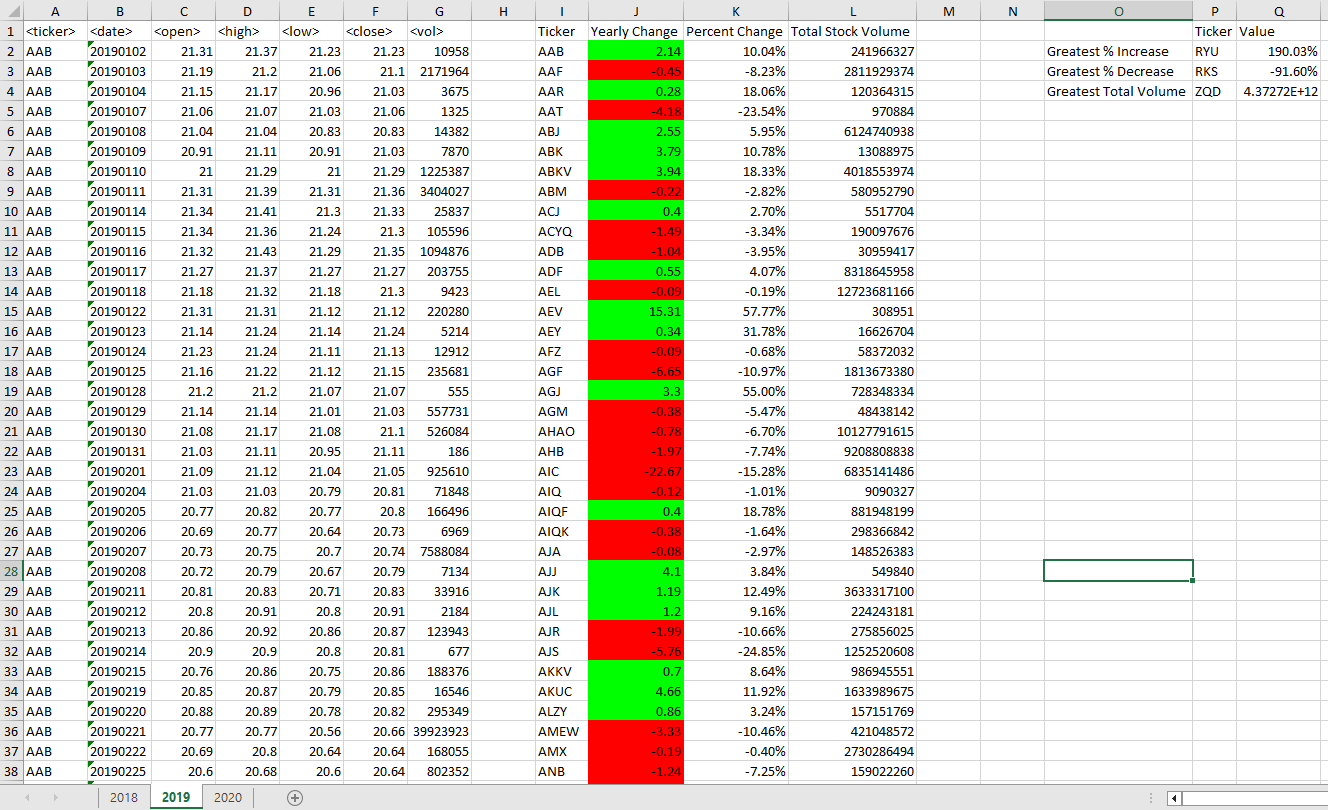 A B C D E F G H I J K L M N O P Q
1 <ticker> <date> <open> <high> <low> <close> <vol> Ticker Yearly Change Percent Change Total Stock Volume Ticker Value
2 AAB 20190102 21.31 21.37 21.23 21.23 10958 AAB 2.14 10.04% 241966327 Greatest % Increase RYU 190.03%
3 AAB 20190103 21.19 21.2 21.06 21.1 2171964 AAF -0.45 -8.23% 2811929374 Greatest % Decrease RKS -91.60%
4 AAB 20190104 21.15 21.17 20.96 21.03 3675 AAR 0.28 18.06% 120364315 Greatest Total Volume ZQD 4.37272E+12
5 AAB 20190107 21.06 21.07 21.03 21.06 1325 AAT -4.18 -23.54% 970884
6 AAB 20190108 21.04 21.04 20.83 20.83 14382 ABJ 2.55 5.95% 6124740938
7 AAB 20190109 20.91 21.11 20.91 21.03 7870 ABK 3.79 10.78% 13088975
8 AAB 20190110 21 21.29 21 21.29 1225387 ABKV 3.94 18.33% 4018553974
9 AAB 20190111 21.31 21.39 21.31 21.36 3404027 ABM -0.22 -2.82% 580952790
10 AAB 20190114 21.34 21.41 21.3 21.33 25837 ACJ 0.4 2.70% 5517704
11 AAB 20190115 21.34 21.36 21.24 21.3 105596 ACYQ -1.49 -3.34% 190097676
12 AAB 20190116 21.32 21.43 21.29 21.35 1094876 ADB -1.04 -3.95% 30959417
13 AAB 20190117 21.27 21.37 21.27 21.27 203755 ADF 0.55 4.07% 8318645958
14 AAB 20190118 21.18 21.32 21.18 21.3 9423 AEL -0.09 -0.19% 12723681166
15 AAB 20190122 21.31 21.31 21.12 21.12 220280 AEV 15.31 57.77% 308951
16 AAB 20190123 21.14 21.24 21.14 21.24 5214 AEY 0.34 31.78% 16626704
17 AAB 20190124 21.23 21.24 21.11 21.13 12912 AFZ -0.09 -0.68% 58372032
18 AAB 20190125 21.16 21.22 21.12 21.15 235681 AGF -6.65 -10.97% 1813673380
19 AAB 20190128 21.2 21.2 21.07 21.07 555 AGJ 3.3 55.00% 728348334
20 AAB 20190129 21.14 21.14 21.01 21.03 557731 AGM -0.38 -5.47% 48438142
21 AAB 20190130 21.08 21.17 21.08 21.1 526084 AHAO -0.78 -6.70% 10127791615
22 AAB 20190131 21.03 21.11 20.95 21.11 186 AHB -1.97 -7.74% 9208808838
23 AAB 20190201 21.09 21.12 21.04 21.05 925610 AIC -22.67 -15.28% 6835141486
24 AAB 20190204 21.03 21.03 20.79 20.81 71848 AIQ -0.12 -1.01% 9090327
25 AAB 20190205 20.77 20.82 20.77 20.8 166496 AIQF 0.4 18.78% 881948199
26 AAB 20190206 20.69 20.77 20.64 20.73 6969 AIQK -0.38 -1.64% 298366842
27 AAB 20190207 20.73 20.75 20.7 20.74 7588084 AJA -0.08 -2.97% 148526383
28 AAB 20190208 20.72 20.79 20.67 20.79 7134 AJJ 4.1 3.84% 549840
29 AAB 20190211 20.81 20.83 20.71 20.83 33916 AJK 1.19 12.49% 3633317100
30 AAB 20190212 20.8 20.91 20.8 20.91 2184 AJL 1.2 9.16% 224243181
31 AAB 20190213 20.86 20.92 20.86 20.87 123943 AJR -1.99 -10.66% 275856025
32 AAB 20190214 20.9 20.9 20.8 20.81 677 AJS -5.76 -24.85% 1252520608
33 AAB 20190215 20.76 20.86 20.75 20.86 188376 AKKV 0.7 8.64% 986945551
34 AAB 20190219 20.85 20.87 20.79 20.85 16546 AKUC 4.66 11.92% 1633989675
35 AAB 20190220 20.88 20.89 20.78 20.82 295349 ALZY 0.86 3.24% 157151769
36 AAB 20190221 20.77 20.77 20.56 20.66 39923923 AMEW -3.33 -10.46% 421048572
37 AAB 20190222 20.69 20.8 20.64 20.64 168055 AMX -0.19 -0.40% 2730286494
38 AAB 20190225 20.6 20.68 20.6 20.64 802352 ANB -1.24 -7.25% 159022260
2018 2019 2020